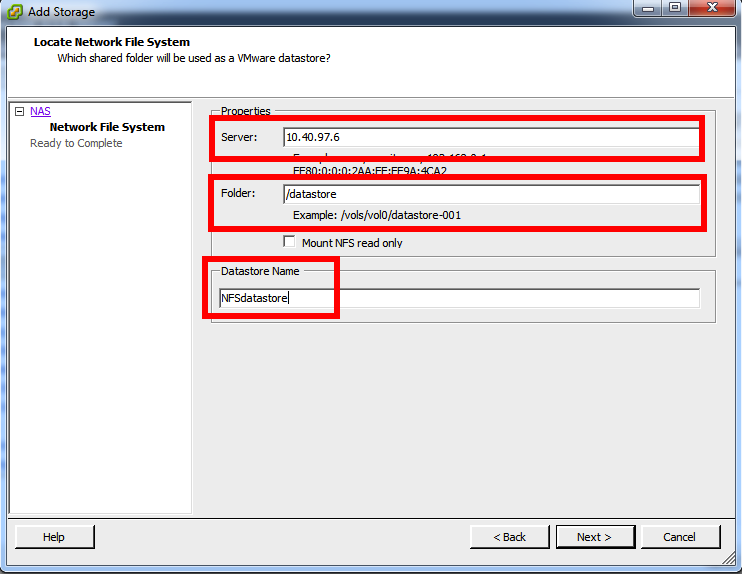 Add Storage
Locate Network File System
Which shared folder will be used as a VMware datastore?
NAS
Network File System
Ready to Complete
Properties
Server: 10.40.97.6
FE80:0:0:0:2AA:FF:FE9A:4CA2
Folder: /datastore
Example: /vols/vol0/datastore-001
Mount NFS read only
Datastore Name
NFSdatastore
Help
< Back
Next >
Cancel